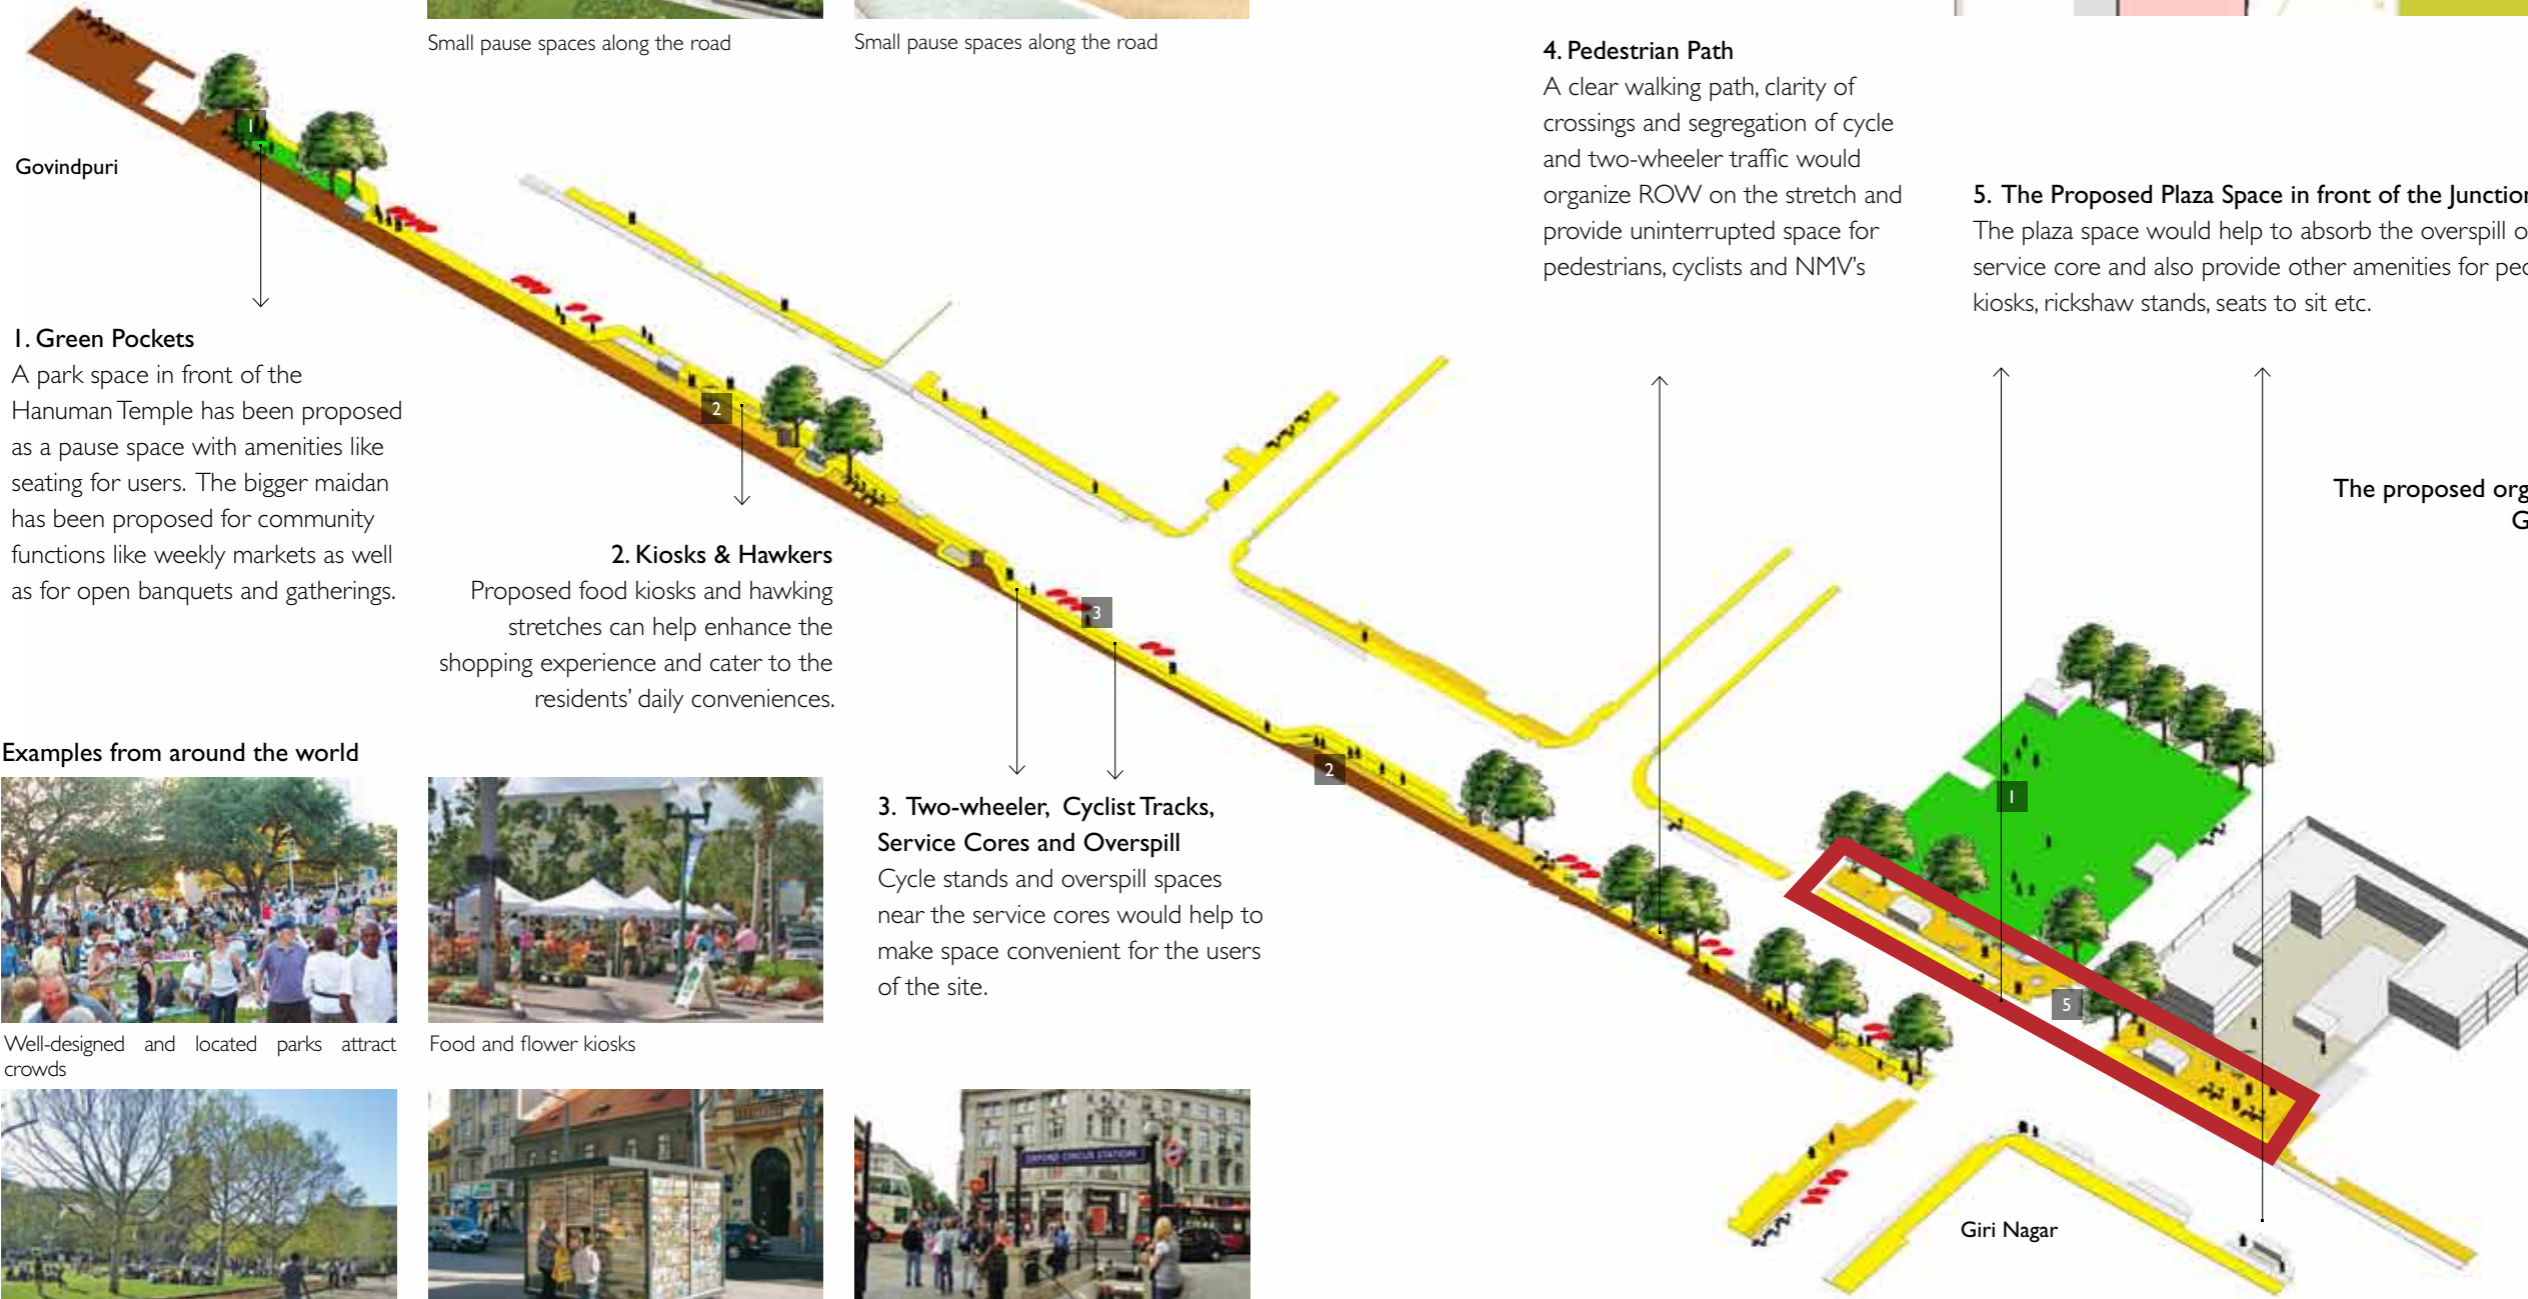 Small pause spaces along the road
Small pause spaces along the road
Govindpuri
1
1. Green Pockets
A park space in front of the
Hanuman Temple has been proposed
as a pause space with amenities like
seating for users. The bigger maidan
has been proposed for community
functions like weekly markets as well
as for open banquets and gatherings.
2
2. Kiosks & Hawkers
Proposed food kiosks and hawking
stretches can help enhance the
shopping experience and cater to the
residents' daily conveniences.
3
3. Two-wheeler, Cyclist Tracks,
Service Cores and Overspill
Cycle stands and overspill spaces
near the service cores would help to
make space convenient for the users
of the site.
2
4. Pedestrian Path
A clear walking path, clarity of
crossings and segregation of cycle
and two-wheeler traffic would
organize ROW on the stretch and
provide uninterrupted space for
pedestrians, cyclists and NMV's
5. The Proposed Plaza Space in front of the Junction
The plaza space would help to absorb the overspill
service core and also provide other amenities for
kiosks, rickshaw stands, seats to sit etc.
The proposed
1
5
Giri Nagar
Examples from around the world
Well-designed and located parks attract
crowds
Food and flower kiosks
OXFORD CIRCUS STATION